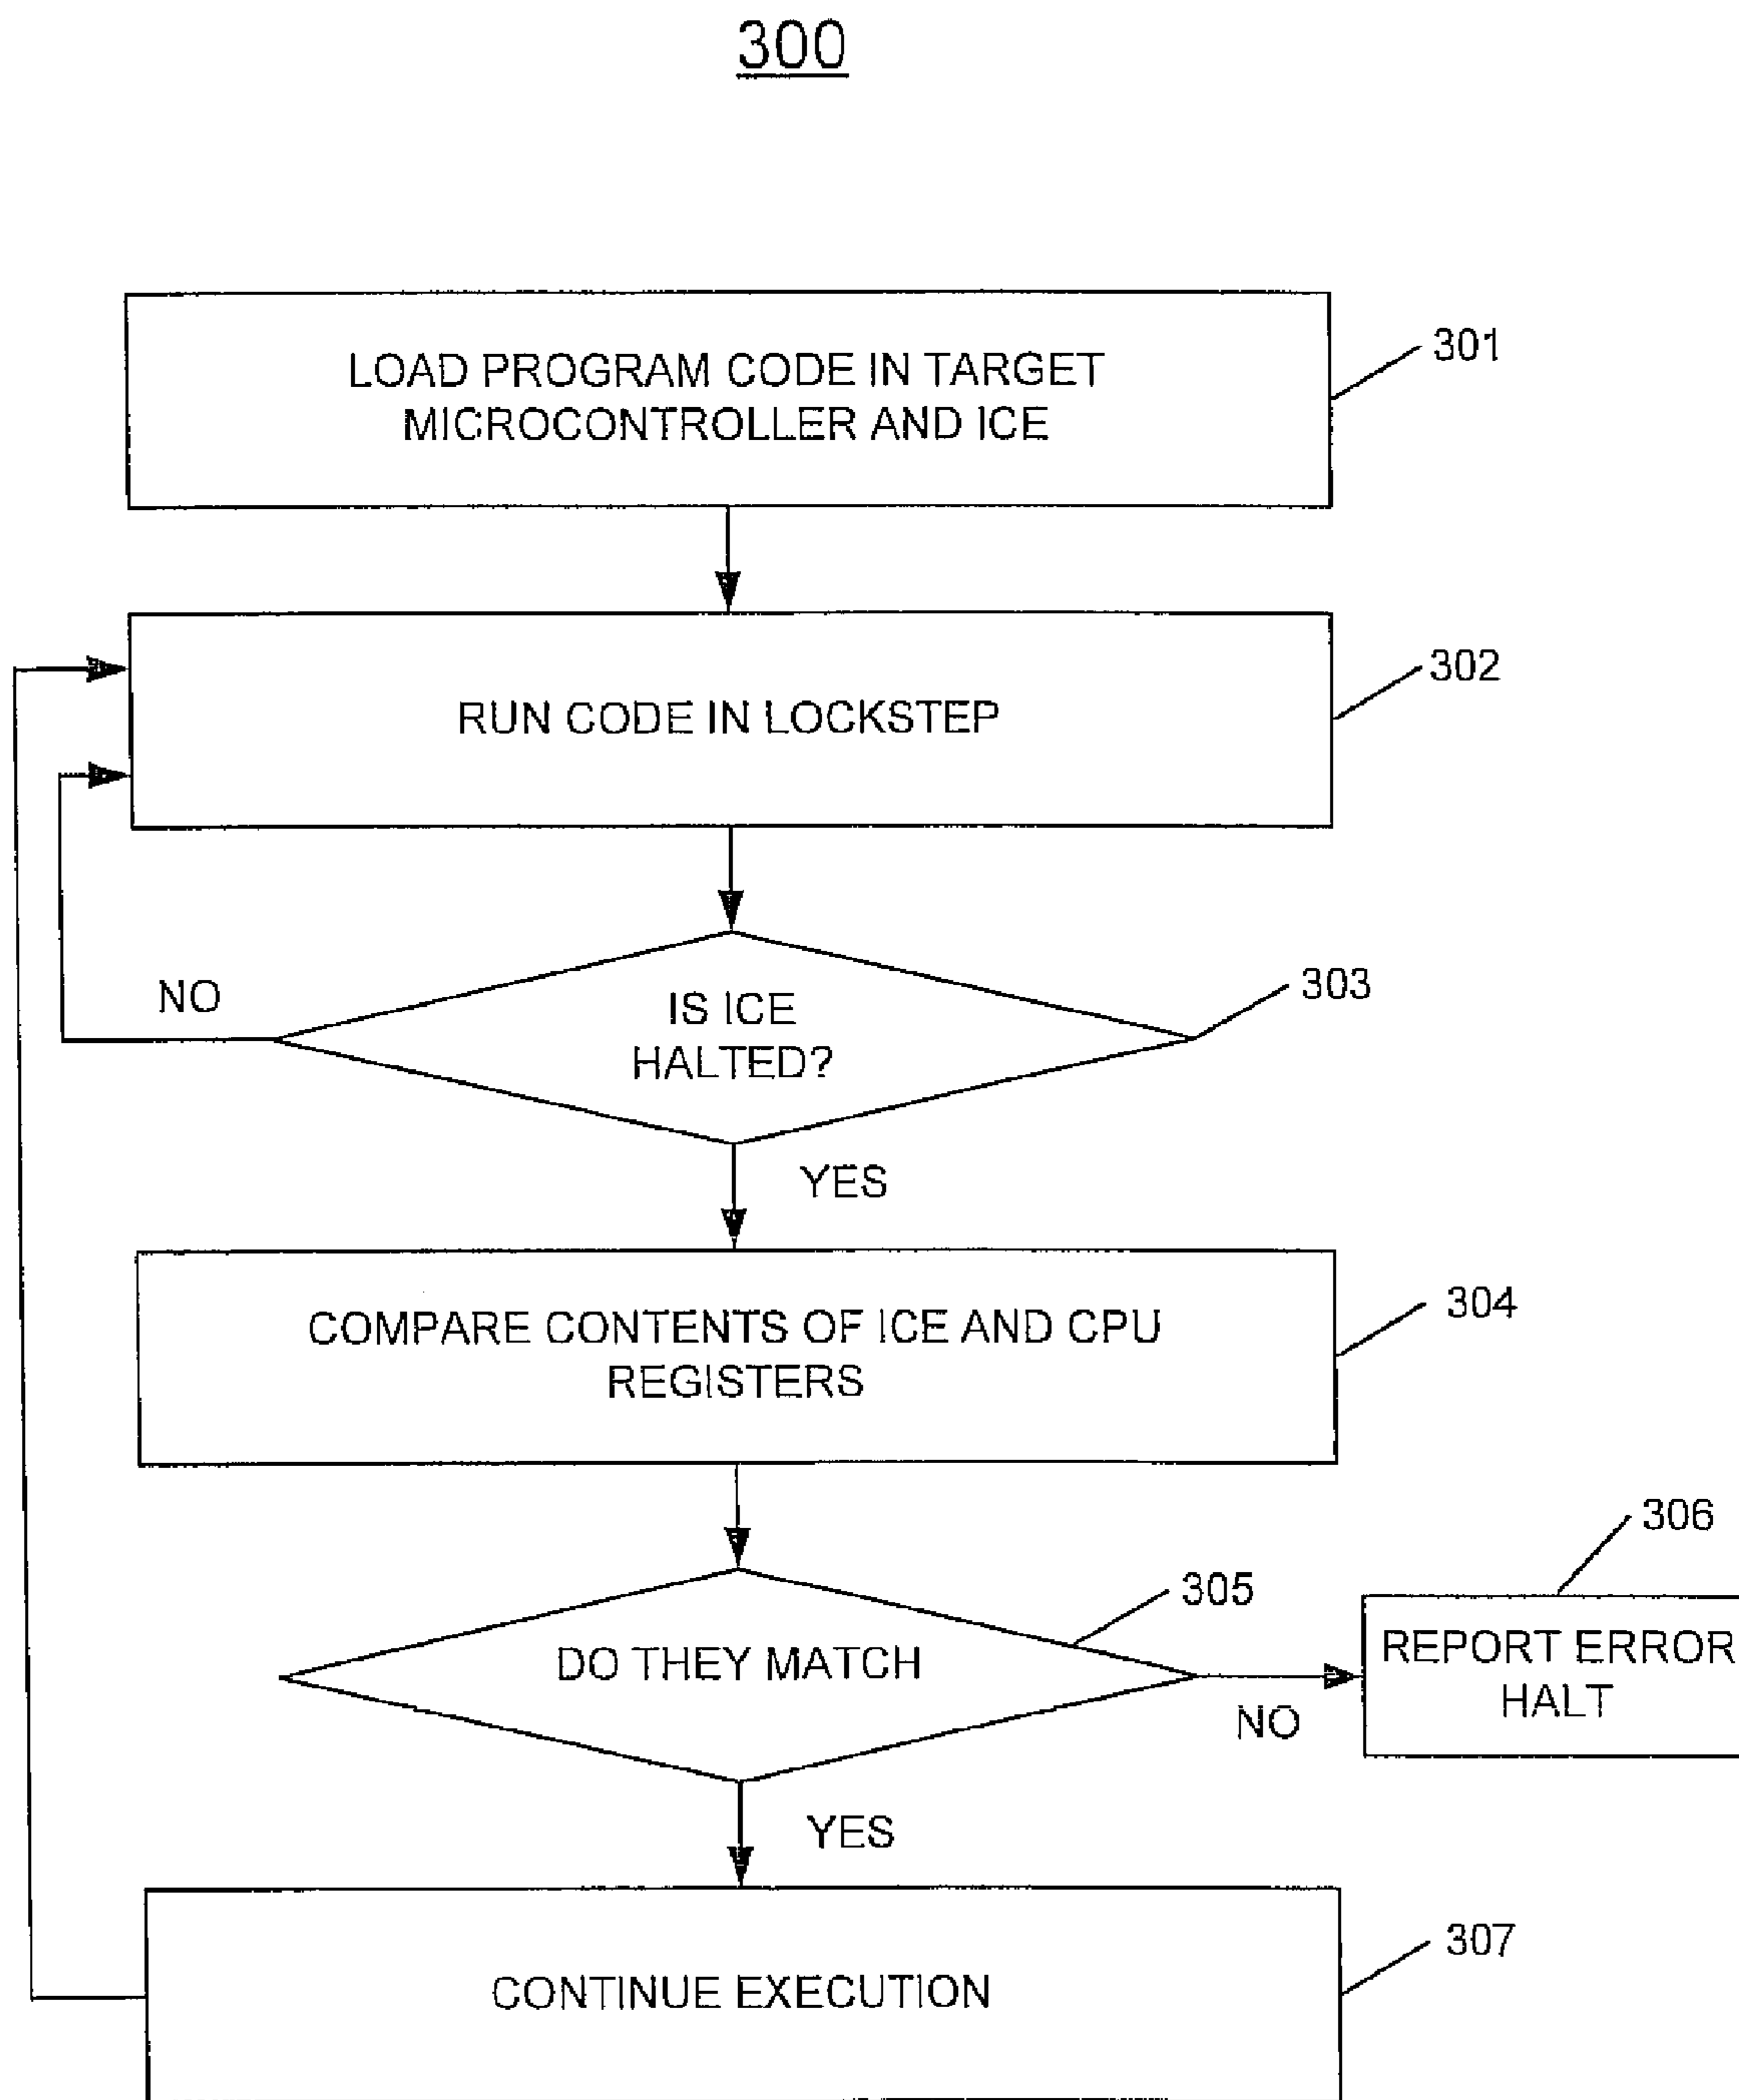 300
LOAD PROGRAM CODE IN TARGET
MICROCONTROLLER AND ICE
301
RUN CODE IN LOCKSTEP
302
IS ICE
HALTED?
303
NO
YES
COMPARE CONTENTS OF ICE AND CPU
REGISTERS
304
DO THEY MATCH
305
NO
REPORT ERROR
HALT
306
YES
CONTINUE EXECUTION
307